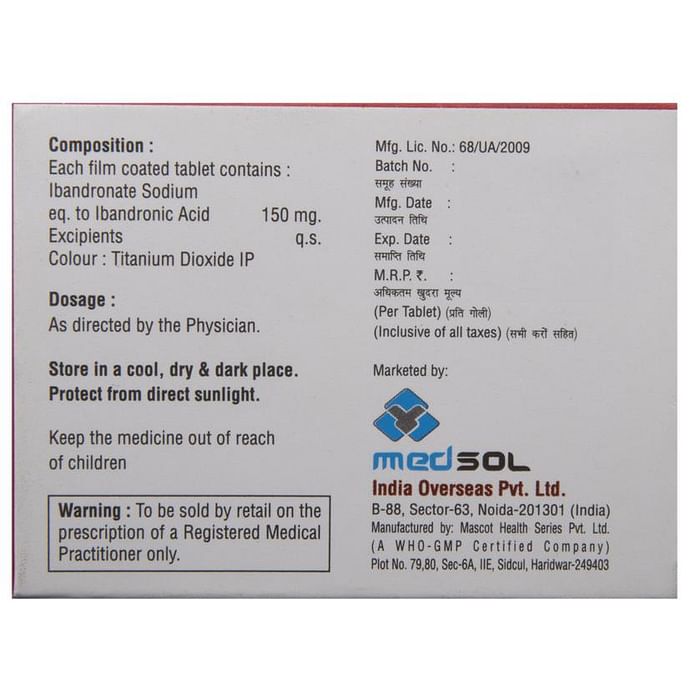 Composition :
Each film coated tablet contains :
Ibandronate Sodium
eq. to Ibandronic Acid 150 mg.
Excipients q.s.
Colour : Titanium Dioxide IP
Dosage :
As directed by the Physician.
Store in a cool, dry & dark place.
Protect from direct sunlight.
Keep the medicine out of reach
of children
Warning : To be sold by retail on the
prescription of a Registered Medical
Practitioner only.
Mfg. Lic. No.: 68/UA/2009
Batch No. :
समूह संख्या
Mfg. Date :
उत्पादन तिथि
Exp. Date :
समाप्ति तिथि
M.R.P. ₹. :
अधिकतम खुदरा मूल्य
(Per Tablet) (प्रति गोली)
(Inclusive of all taxes) (सभी करों सहित)
Marketed by:
medsol
India Overseas Pvt. Ltd.
B-88, Sector-63, Noida-201301 (India)
Manufactured by: Mascot Health Series Pvt. Ltd.
(A WHO-GMP Certified Company)
Plot No. 79,80, Sec-6A, IIE, Sidcul, Haridwar-249403